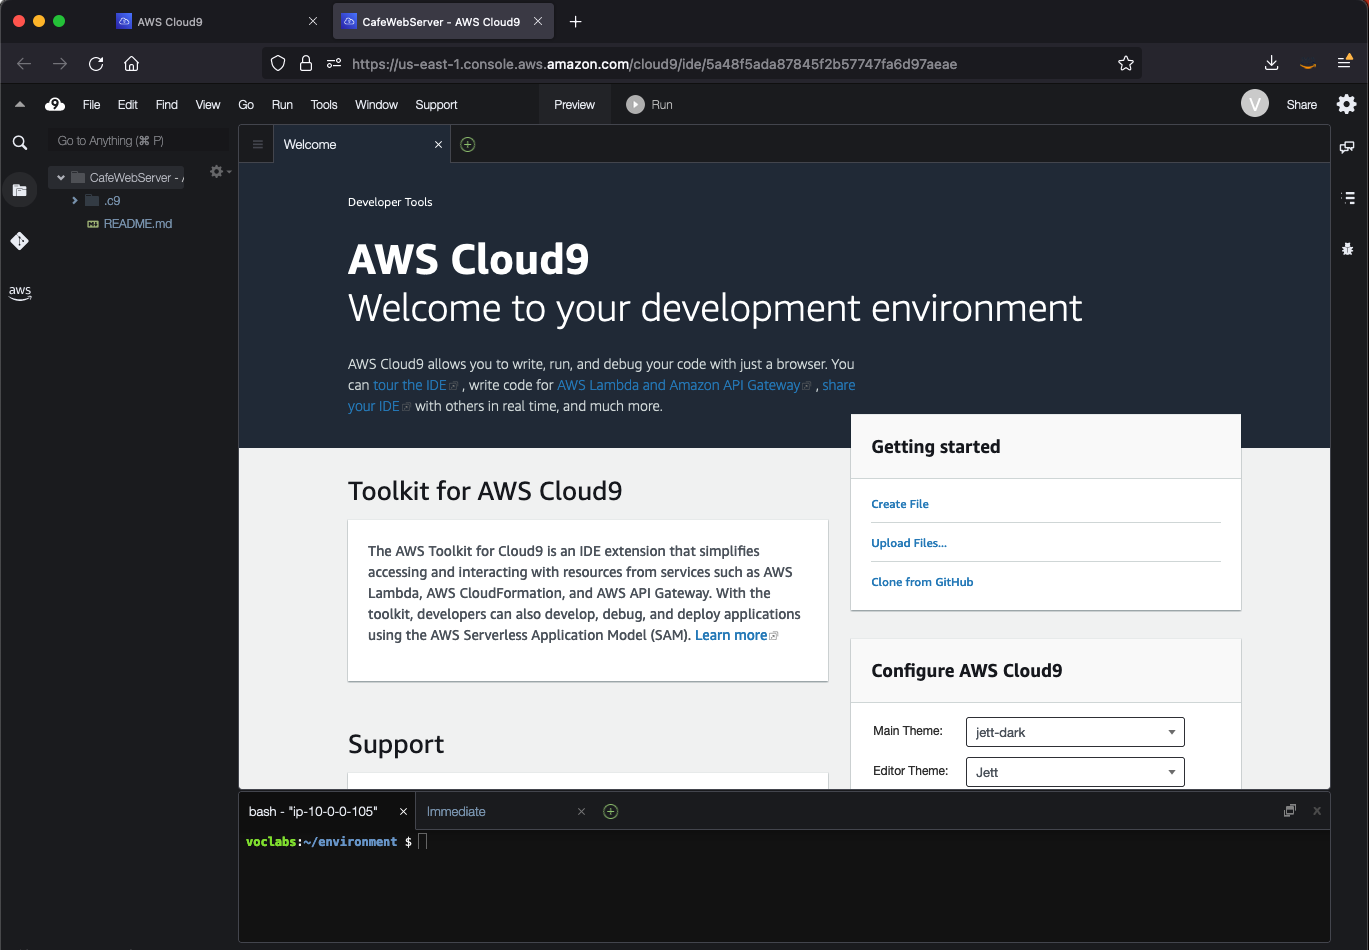 AWS Cloud9
CafeWebServer - AWS Cloud9
https://us-east-1.console.aws.amazon.com/cloud9/ide/5a48f5ada87845f2b57747fa6d97aeae
9 File Edit Find View Go Run Tools Window Support Preview Run V Share
Go to Anything (⌘ P)
CafeWebServer - /
.c9
README.md
aws
Welcome
Developer Tools
AWS Cloud9
Welcome to your development environment
AWS Cloud9 allows you to write, run, and debug your code with just a browser. You
can tour the IDE , write code for AWS Lambda and Amazon API Gateway , share
your IDE with others in real time, and much more.
Toolkit for AWS Cloud9
The AWS Toolkit for Cloud9 is an IDE extension that simplifies
accessing and interacting with resources from services such as AWS
Lambda, AWS CloudFormation, and AWS API Gateway. With the
toolkit, developers can also develop, debug, and deploy applications
using the AWS Serverless Application Model (SAM). Learn more
Support
Getting started
Create File
Upload Files...
Clone from GitHub
Configure AWS Cloud9
Main Theme: jett-dark
Editor Theme: Jett
bash - "ip-10-0-0-105"
Immediate
voclabs:~/environment $